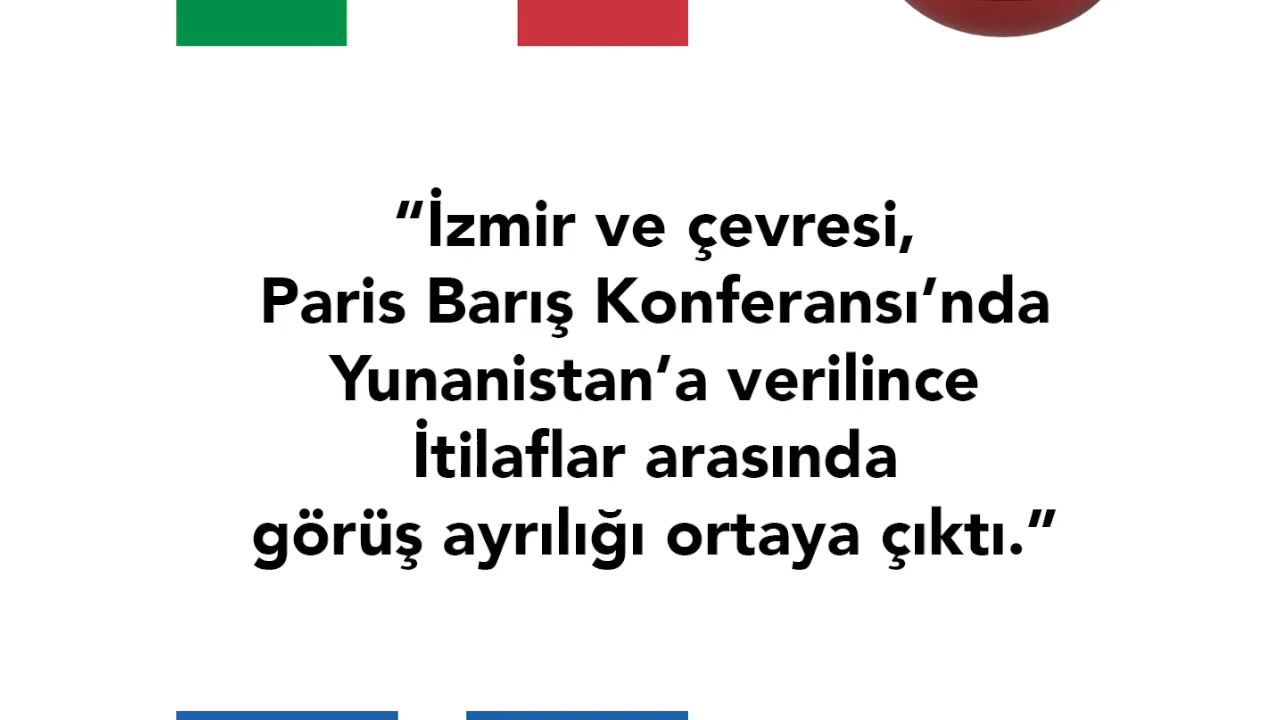 “İzmir ve çevresi,
Paris Barış Konferansı’nda
Yunanistan’a verilince
İtilaflar arasında
görüş ayrılığı ortaya çıktı.”